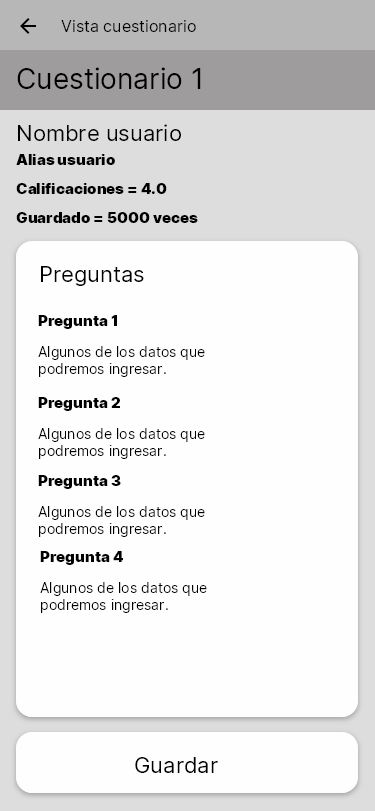 Vista cuestionario
Cuestionario 1
Nombre usuario
Alias usuario
Calificaciones = 4.0
Guardado = 5000 veces
Preguntas
Pregunta 1
Algunos de los datos que
podremos ingresar.
Pregunta 2
Algunos de los datos que
podremos ingresar.
Pregunta 3
Algunos de los datos que
podremos ingresar.
Pregunta 4
Algunos de los datos que
podremos ingresar.
Guardar